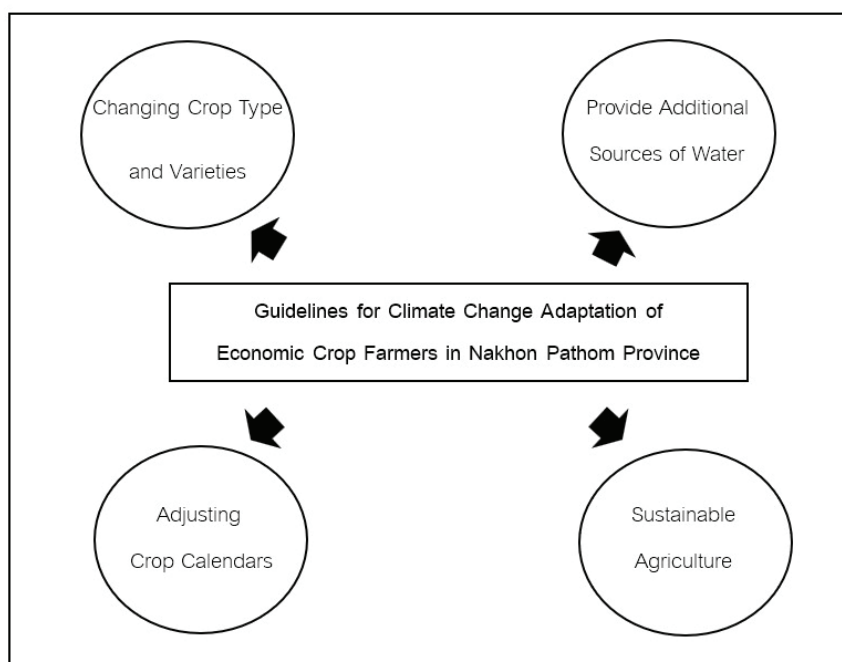 Changing Crop Type
and Varieties
Provide Additional
Sources of Water
Guidelines for Climate Change Adaptation of
Economic Crop Farmers in Nakhon Pathom Province
Adjusting
Crop Calendars
Sustainable
Agriculture